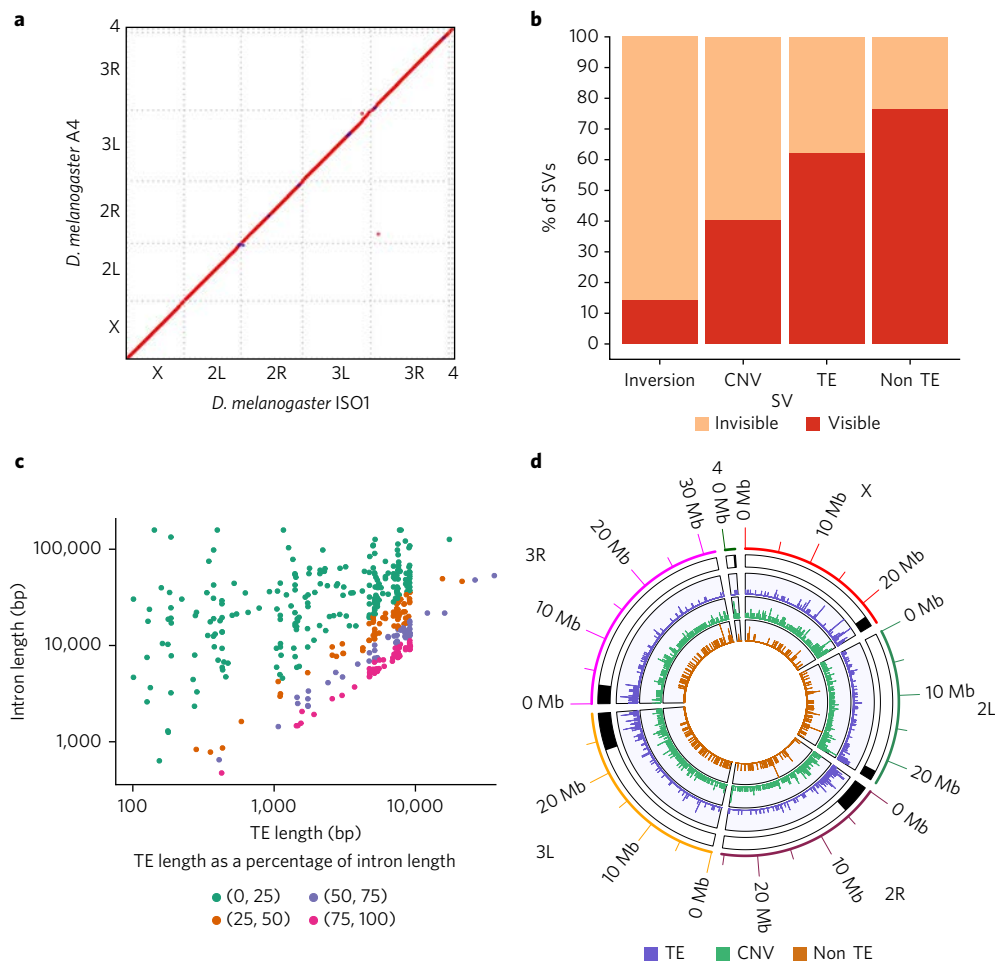 a
4
3R
3L
2R
2L
X
D. melanogaster A4
X 2L 2R 3L 3R 4
D. melanogaster ISO1
b
100
90
80
70
60
50
40
30
20
10
0
% of SVs
Inversion CNV TE Non TE
SV
Invisible Visible
c
100,000
10,000
1,000
Intron length (bp)
100 1,000 10,000
TE length (bp)
TE length as a percentage of intron length
(0, 25) (50, 75)
(25, 50) (75, 100)
d
4
0 Mb
0 Mb
X
10 Mb
20 Mb
0 Mb
10 Mb
2L
20 Mb
0 Mb
10 Mb
2R
20 Mb
0 Mb
10 Mb
3L
20 Mb
0 Mb
10 Mb
3R
20 Mb
30 Mb
TE CNV Non TE